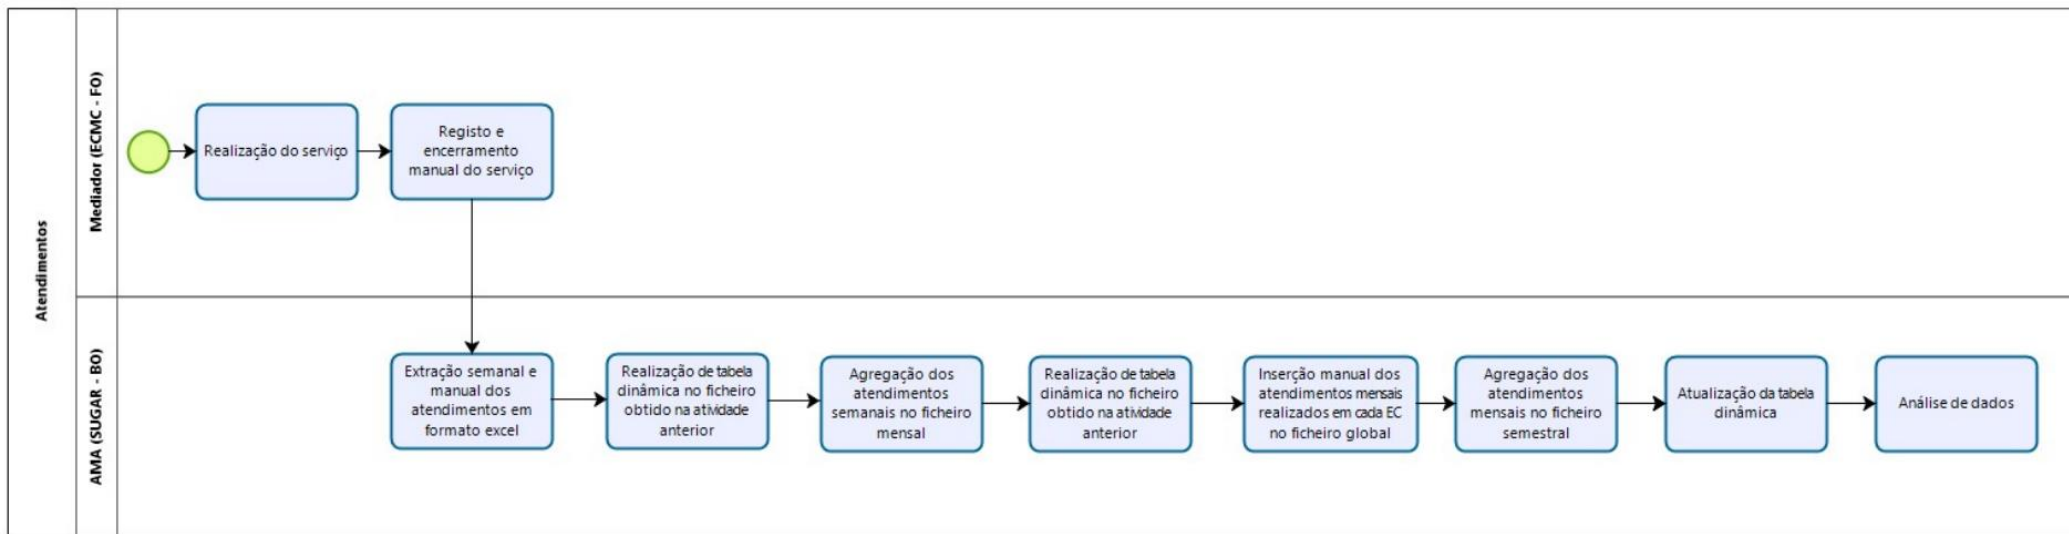 Atendimentos
Mediador (ECMC - FO)
Realização do serviço
Registo e
encerramento
manual do serviço
AMA (SUGAR - BO)
Extração semanal e
manual dos
atendimentos em
formato excel
Realização de tabela
dinâmica no ficheiro
obtido na atividade
anterior
Agregação dos
atendimentos
semanais no ficheiro
mensal
Realização de tabela
dinâmica no ficheiro
obtido na atividade
anterior
Inserção manual dos
atendimentos mensais
realizados em cada EC
no ficheiro global
Agregação dos
atendimentos
mensais no ficheiro
semestral
Atualização da tabela
dinâmica
Análise de dados